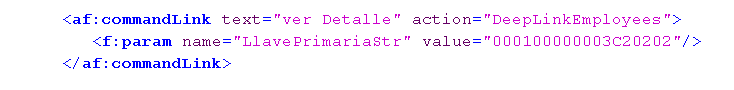 <af:commandLink text="ver Detalle" action="DeepLinkEmployees">
<f:param name="LlavePrimariaStr" value="000100000003C20202"/>
</af:commandLink>